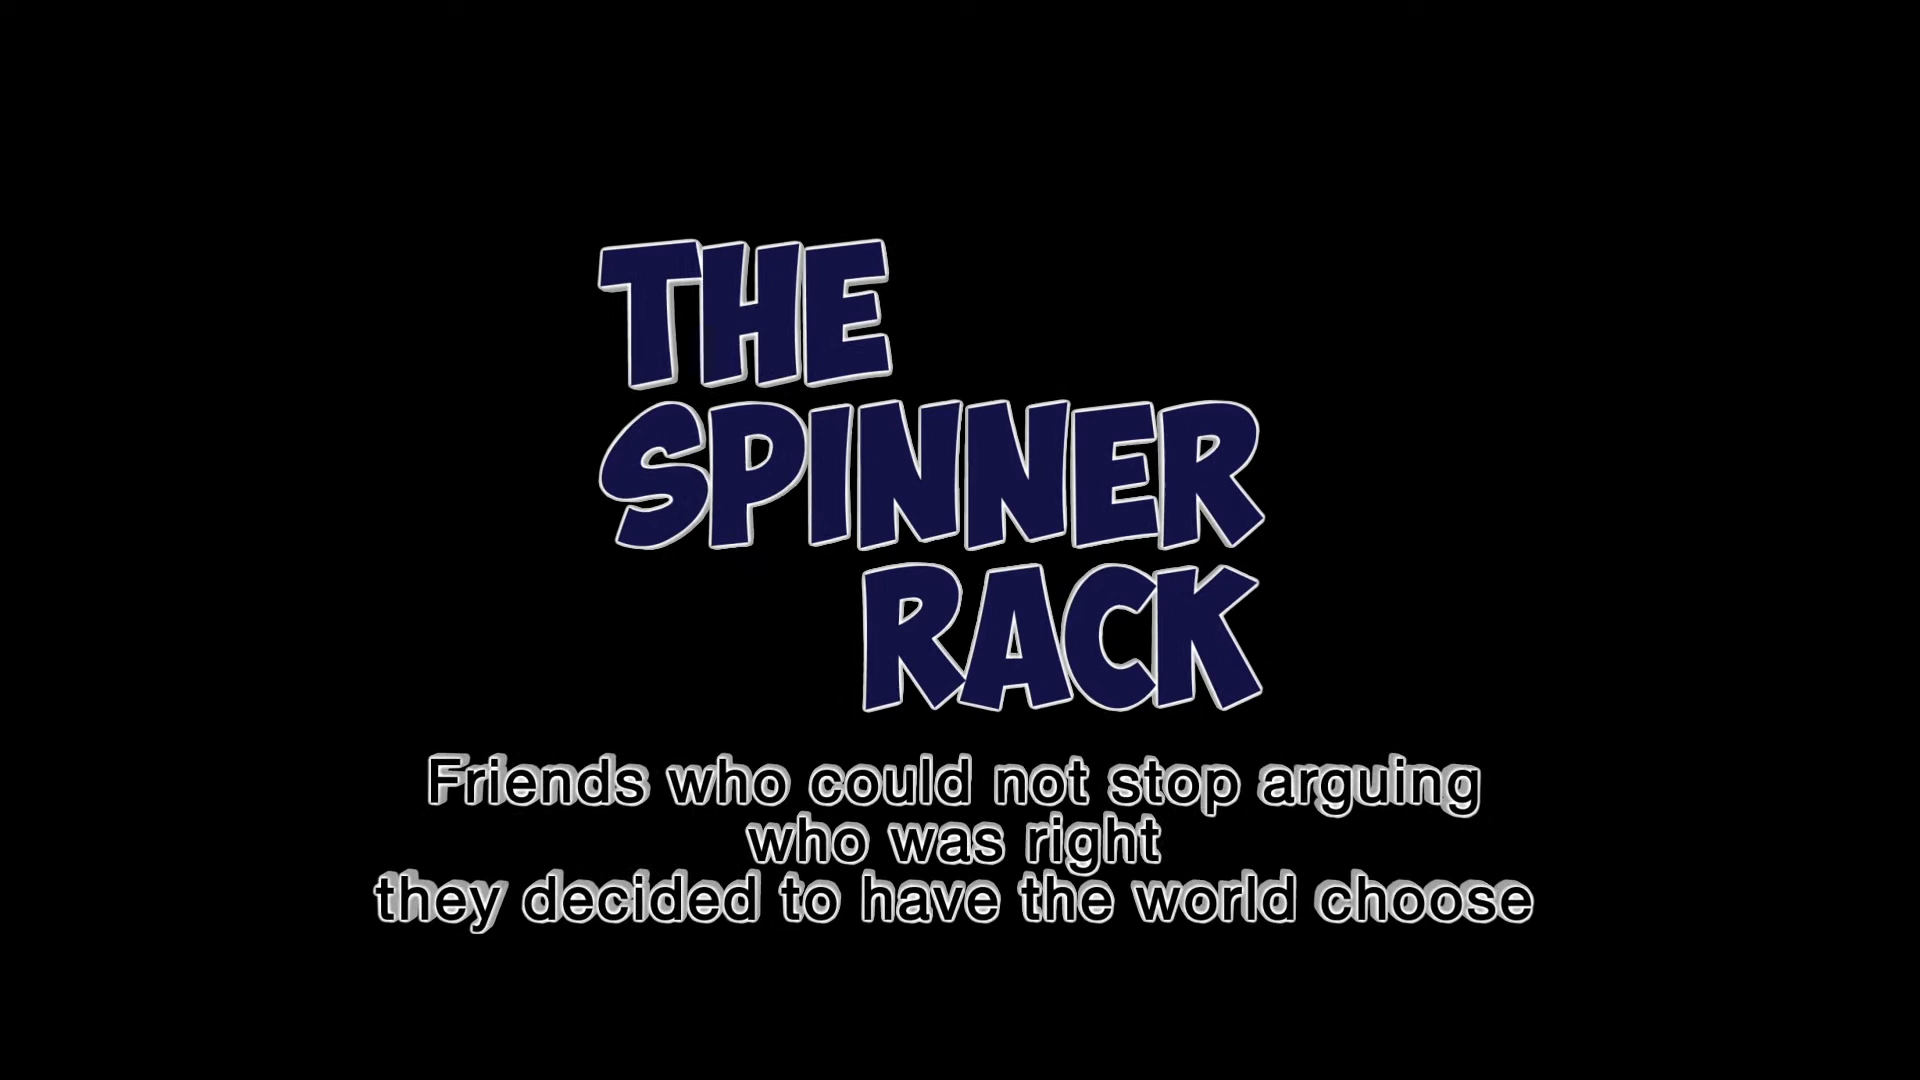 THE
SPINNER
RACK
Friends who could not stop arguing
who was right
they decided to have the world choose